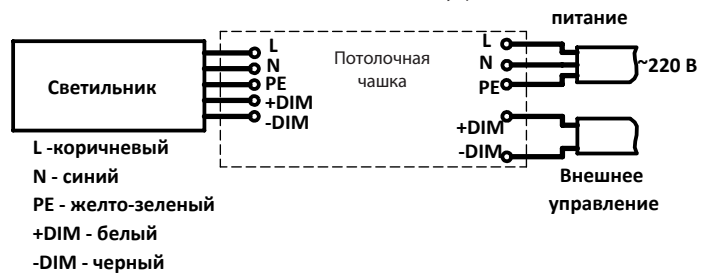 питание
L
N
PE
+DIM
-DIM
Светильник
Потолочная
чашка
L
N
PE
~220 В
+DIM
-DIM
Внешнее
управление
L -коричневый
N - синий
PE - желто-зеленый
+DIM - белый
-DIM - черный